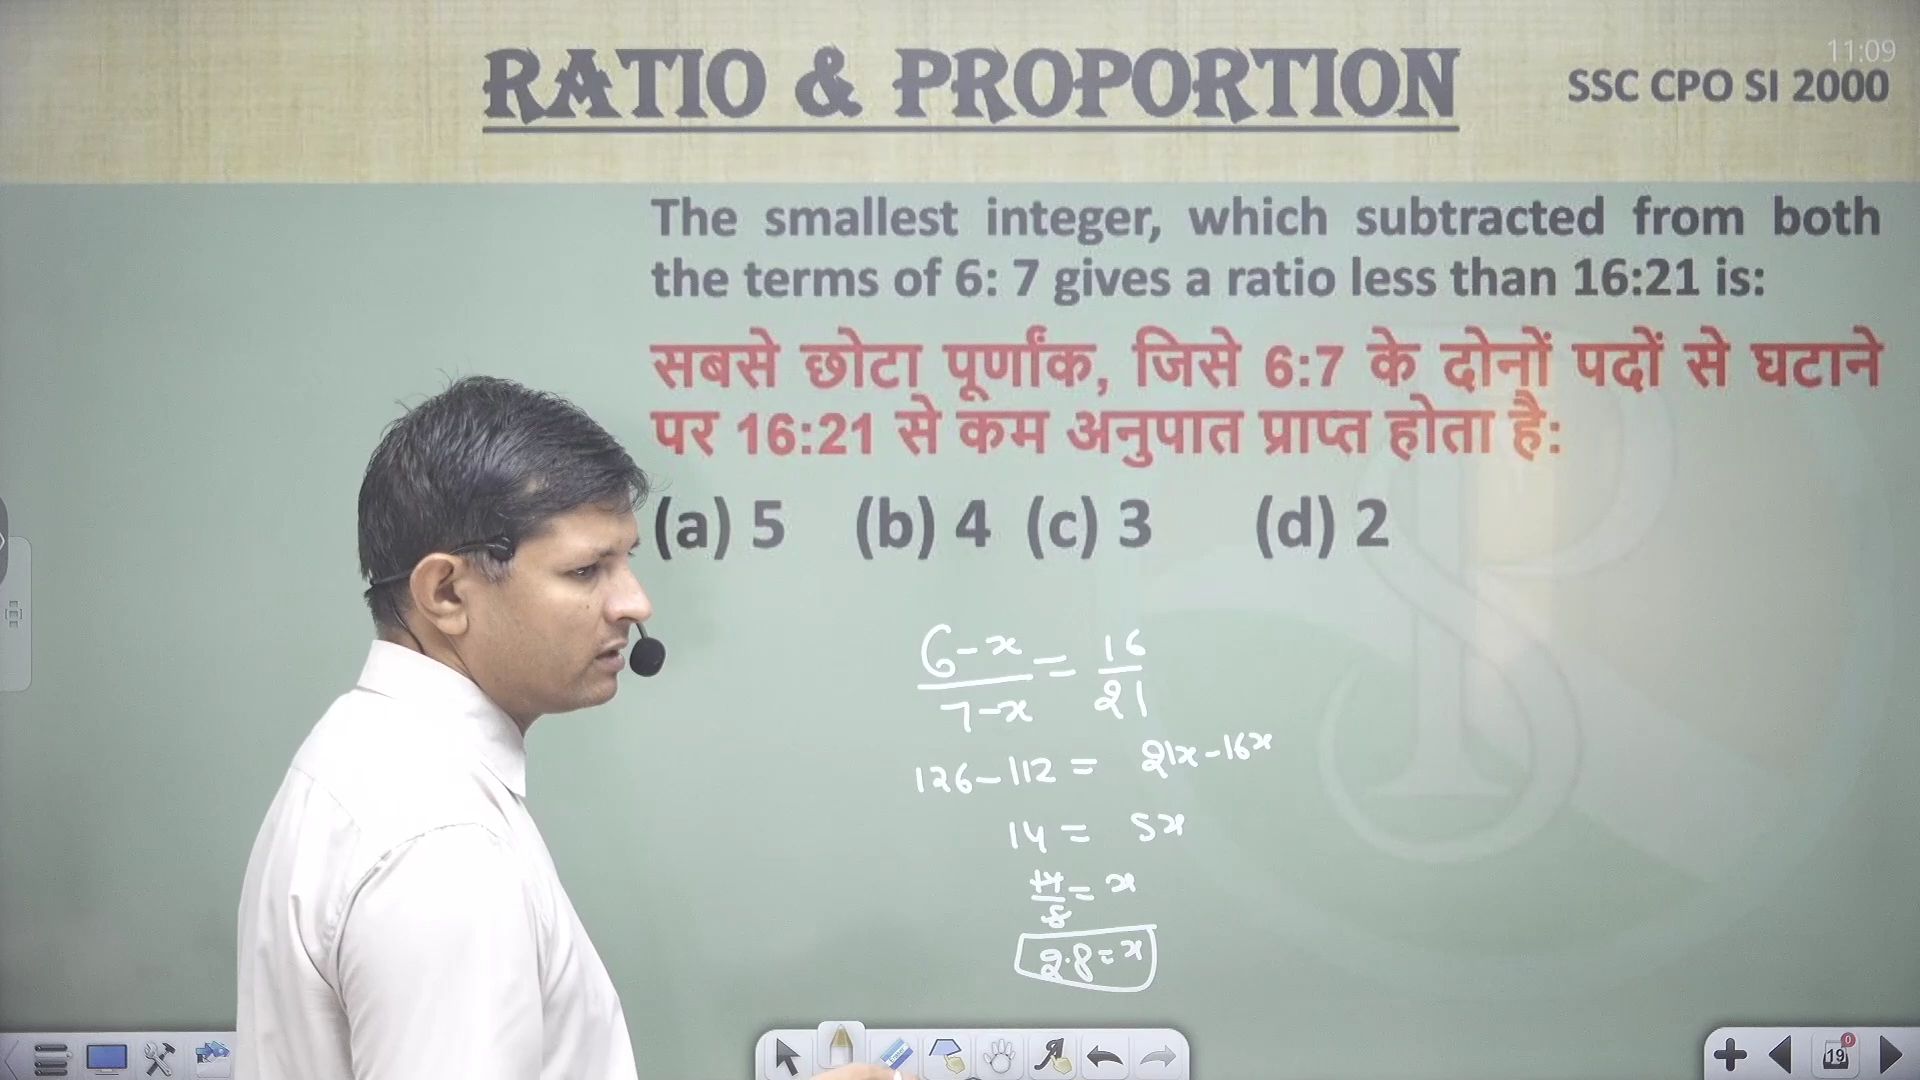 RATIO & PROPORTION
11:09
SSC CPO SI 2000
The smallest integer, which subtracted from both
the terms of 6: 7 gives a ratio less than 16:21 is:
सबसे छोटा पूर्णांक, जिसे 6:7 के दोनों पदों से घटाने
पर 16:21 से कम अनुपात प्राप्त होता है:
(a) 5 (b) 4 (c) 3 (d) 2
6-x/7-x = 16/21
126-112 = 21x-16x
14 = 5x
14/5 = x
2.8=x
19
0